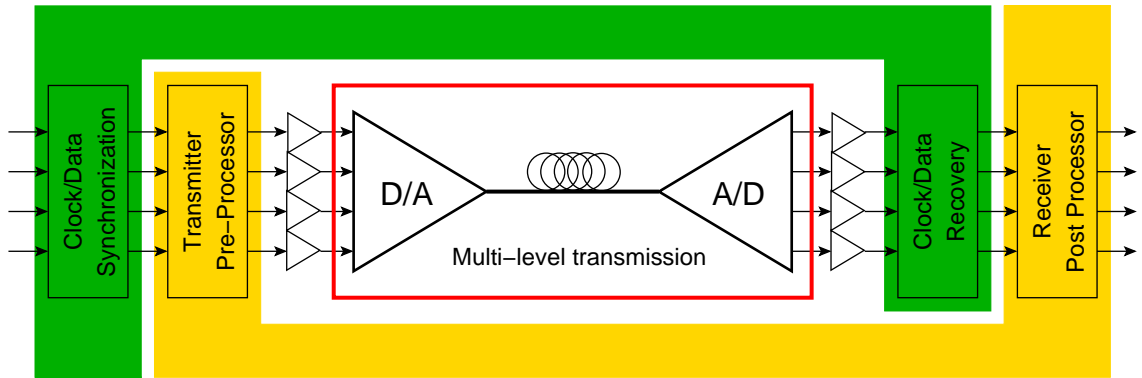 Clock/Data
Synchronization
Transmitter
Pre−Processor
D/A
A/D
Multi−level transmission
Clock/Data
Recovery
Receiver
Post Processor